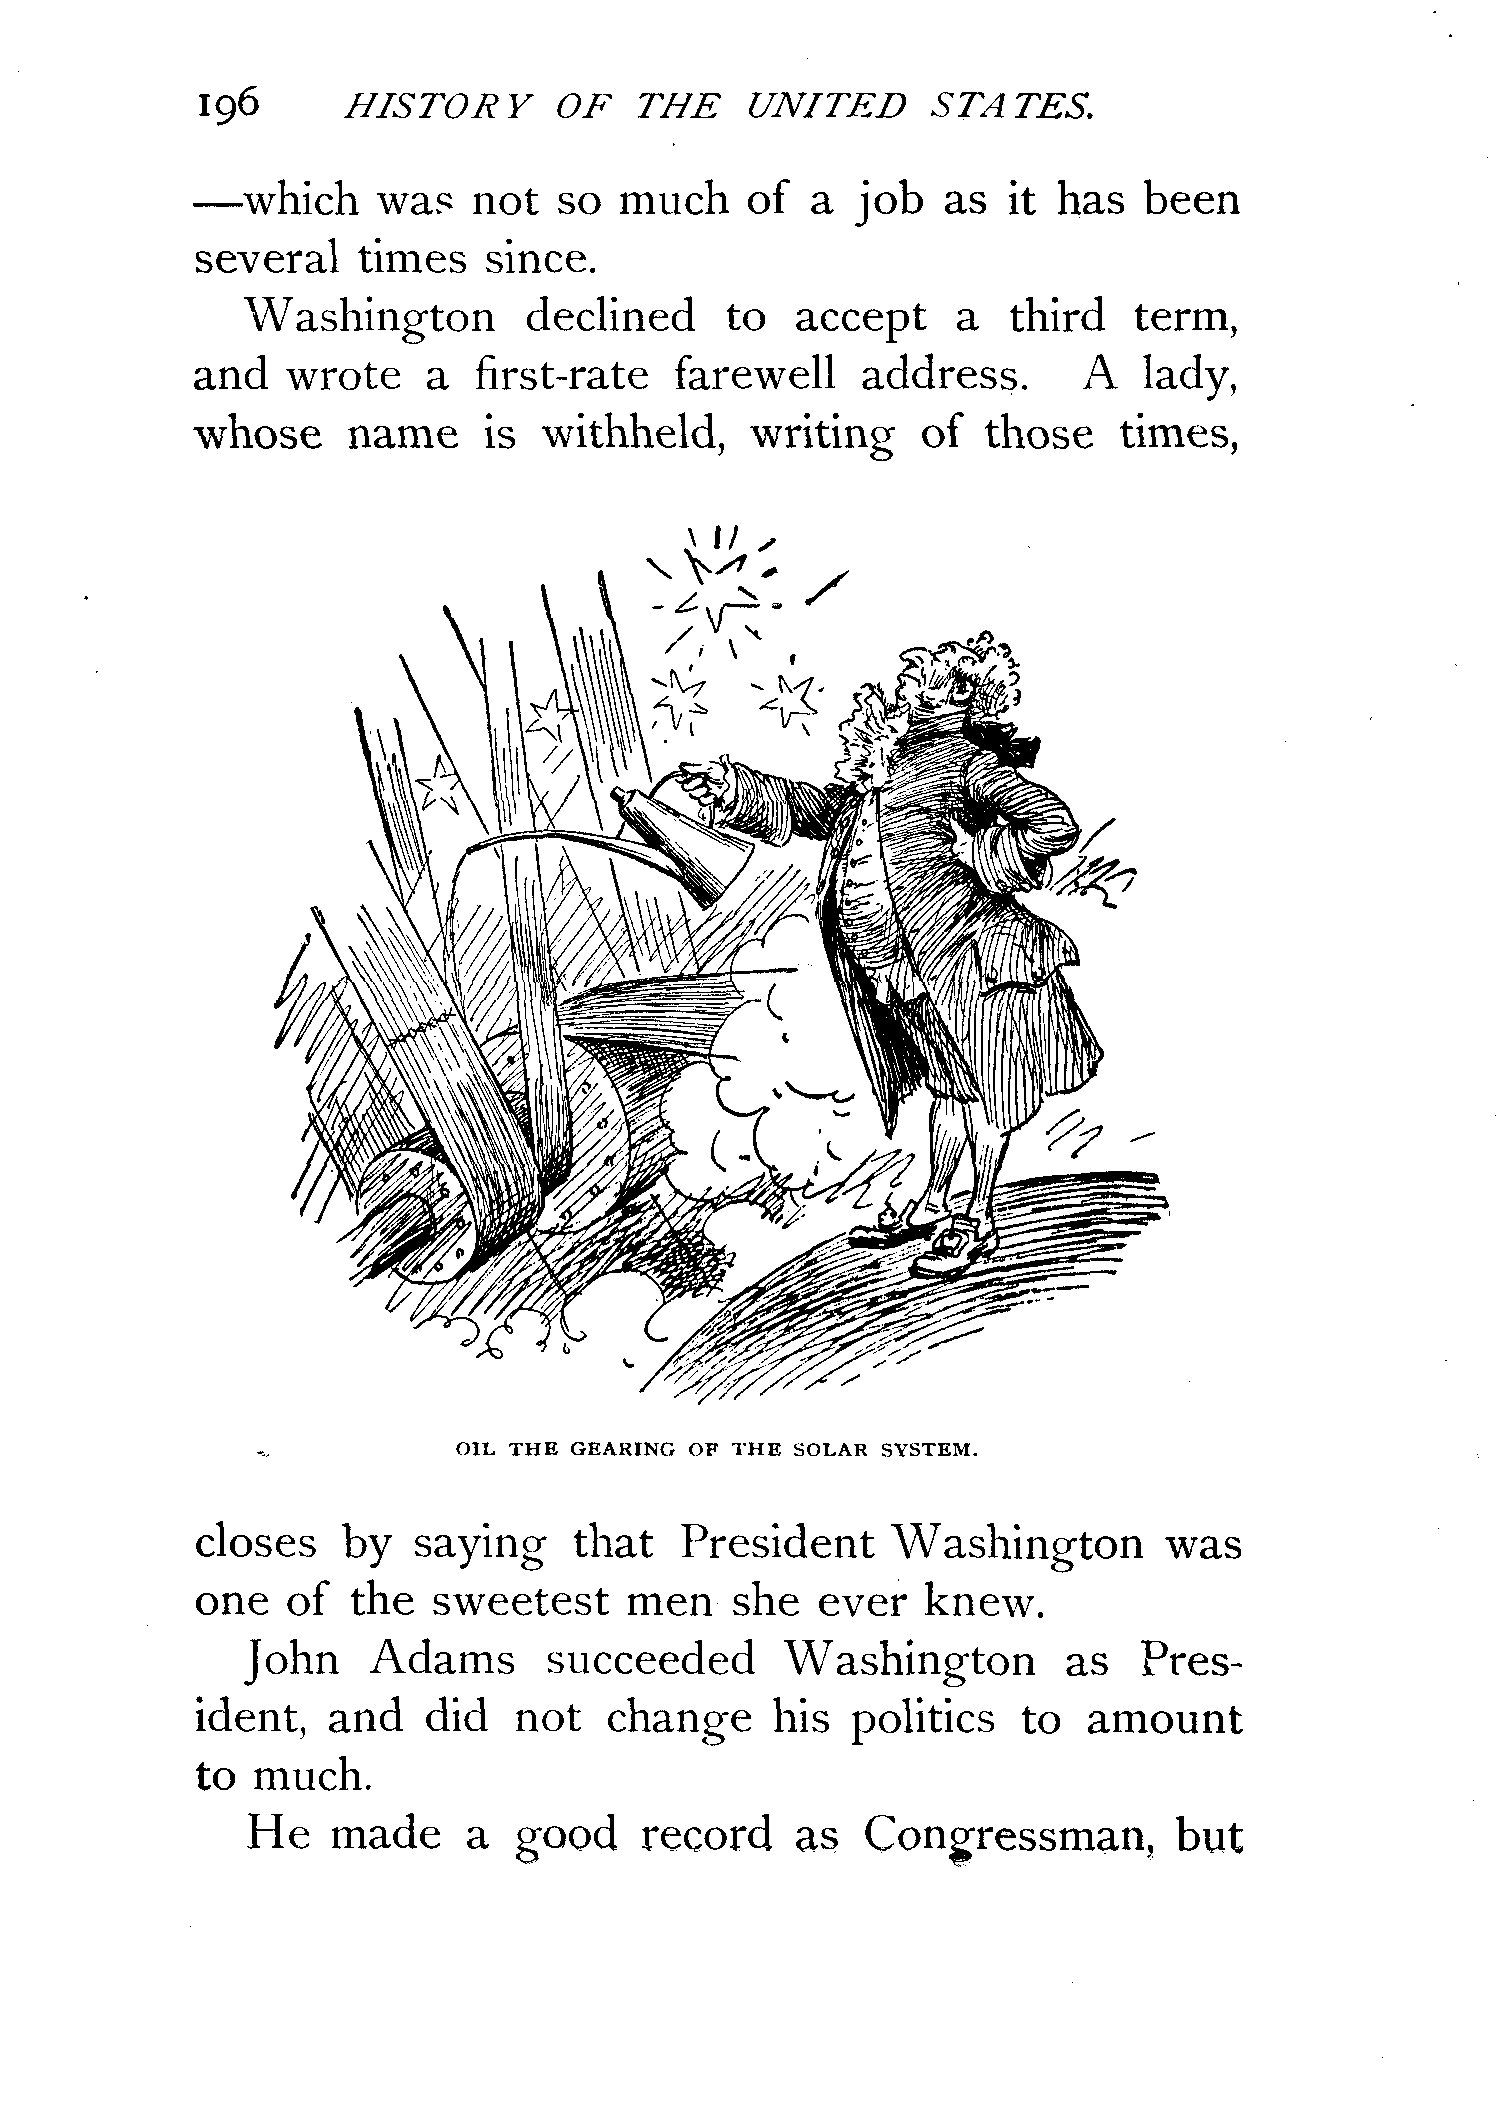 196 HISTORY OF THE UNITED STATES.
—which was not so much of a job as it has been
several times since.
Washington declined to accept a third term,
and wrote a first-rate farewell address. A lady,
whose name is withheld, writing of those times,
OIL THE GEARING OF THE SOLAR SYSTEM.
closes by saying that President Washington was
one of the sweetest men she ever knew.
John Adams succeeded Washington as Pres-
ident, and did not change his politics to amount
to much.
He made a good record as Congressman, but